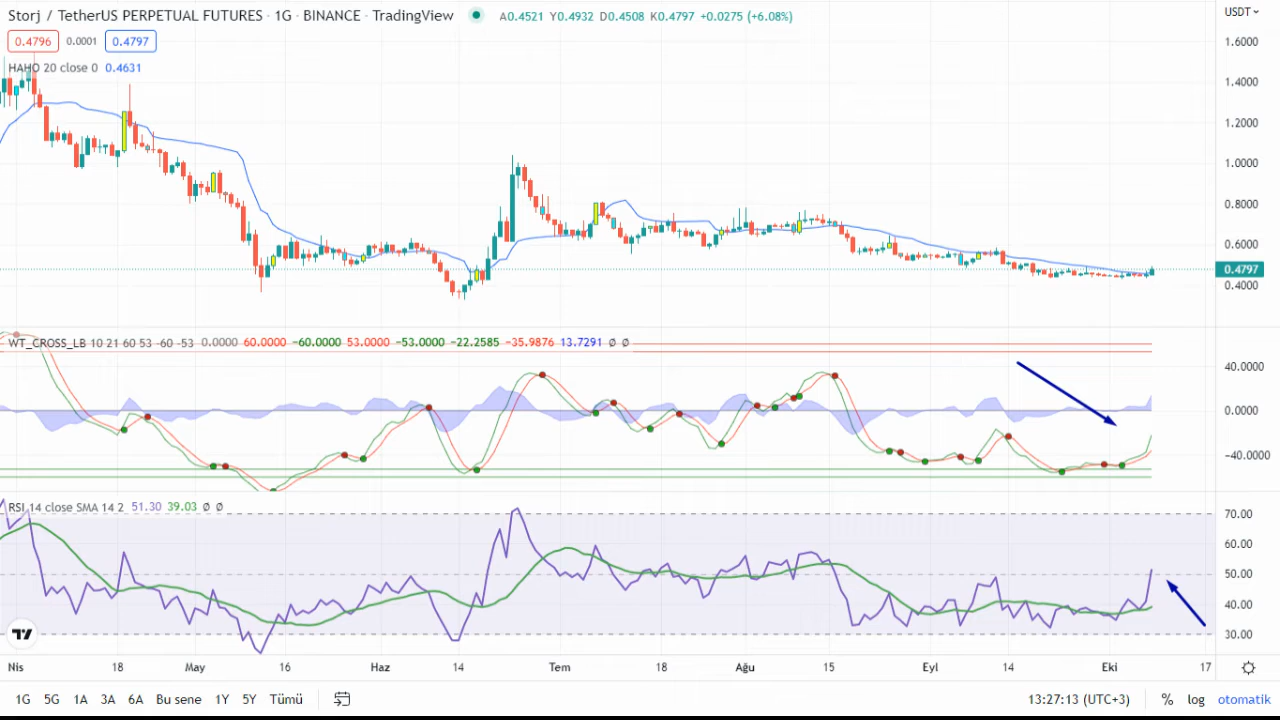 Storj / TetherUS PERPETUAL FUTURES · 1G · BINANCE · TradingView A0.4521 Y0.4932 D0.4508 K0.4797 +0.0275 (+6.08%) USDT
0.4796 0.0001 0.4797
HAHO 20 close 0 0.4631
1.6000
1.4000
1.2000
1.0000
0.8000
0.6000
0.4797
0.4000
WT_CROSS_LB 10 21 60 53 -60 -53 0.0000 60.0000 −60.0000 53.0000 −53.0000 −22.2585 −35.9876 13.7291 ∅ ∅
40.0000
0.0000
−40.0000
RSI 14 close SMA 14 2 51.30 39.03 ∅ ∅
70.00
60.00
50.00
40.00
30.00
Nis 18 May 16 Haz 14 Tem 18 Ağu 15 Eyl 14 Eki 17
1G 5G 1A 3A 6A Bu sene 1Y 5Y Tümü 13:27:13 (UTC+3) % log otomatik